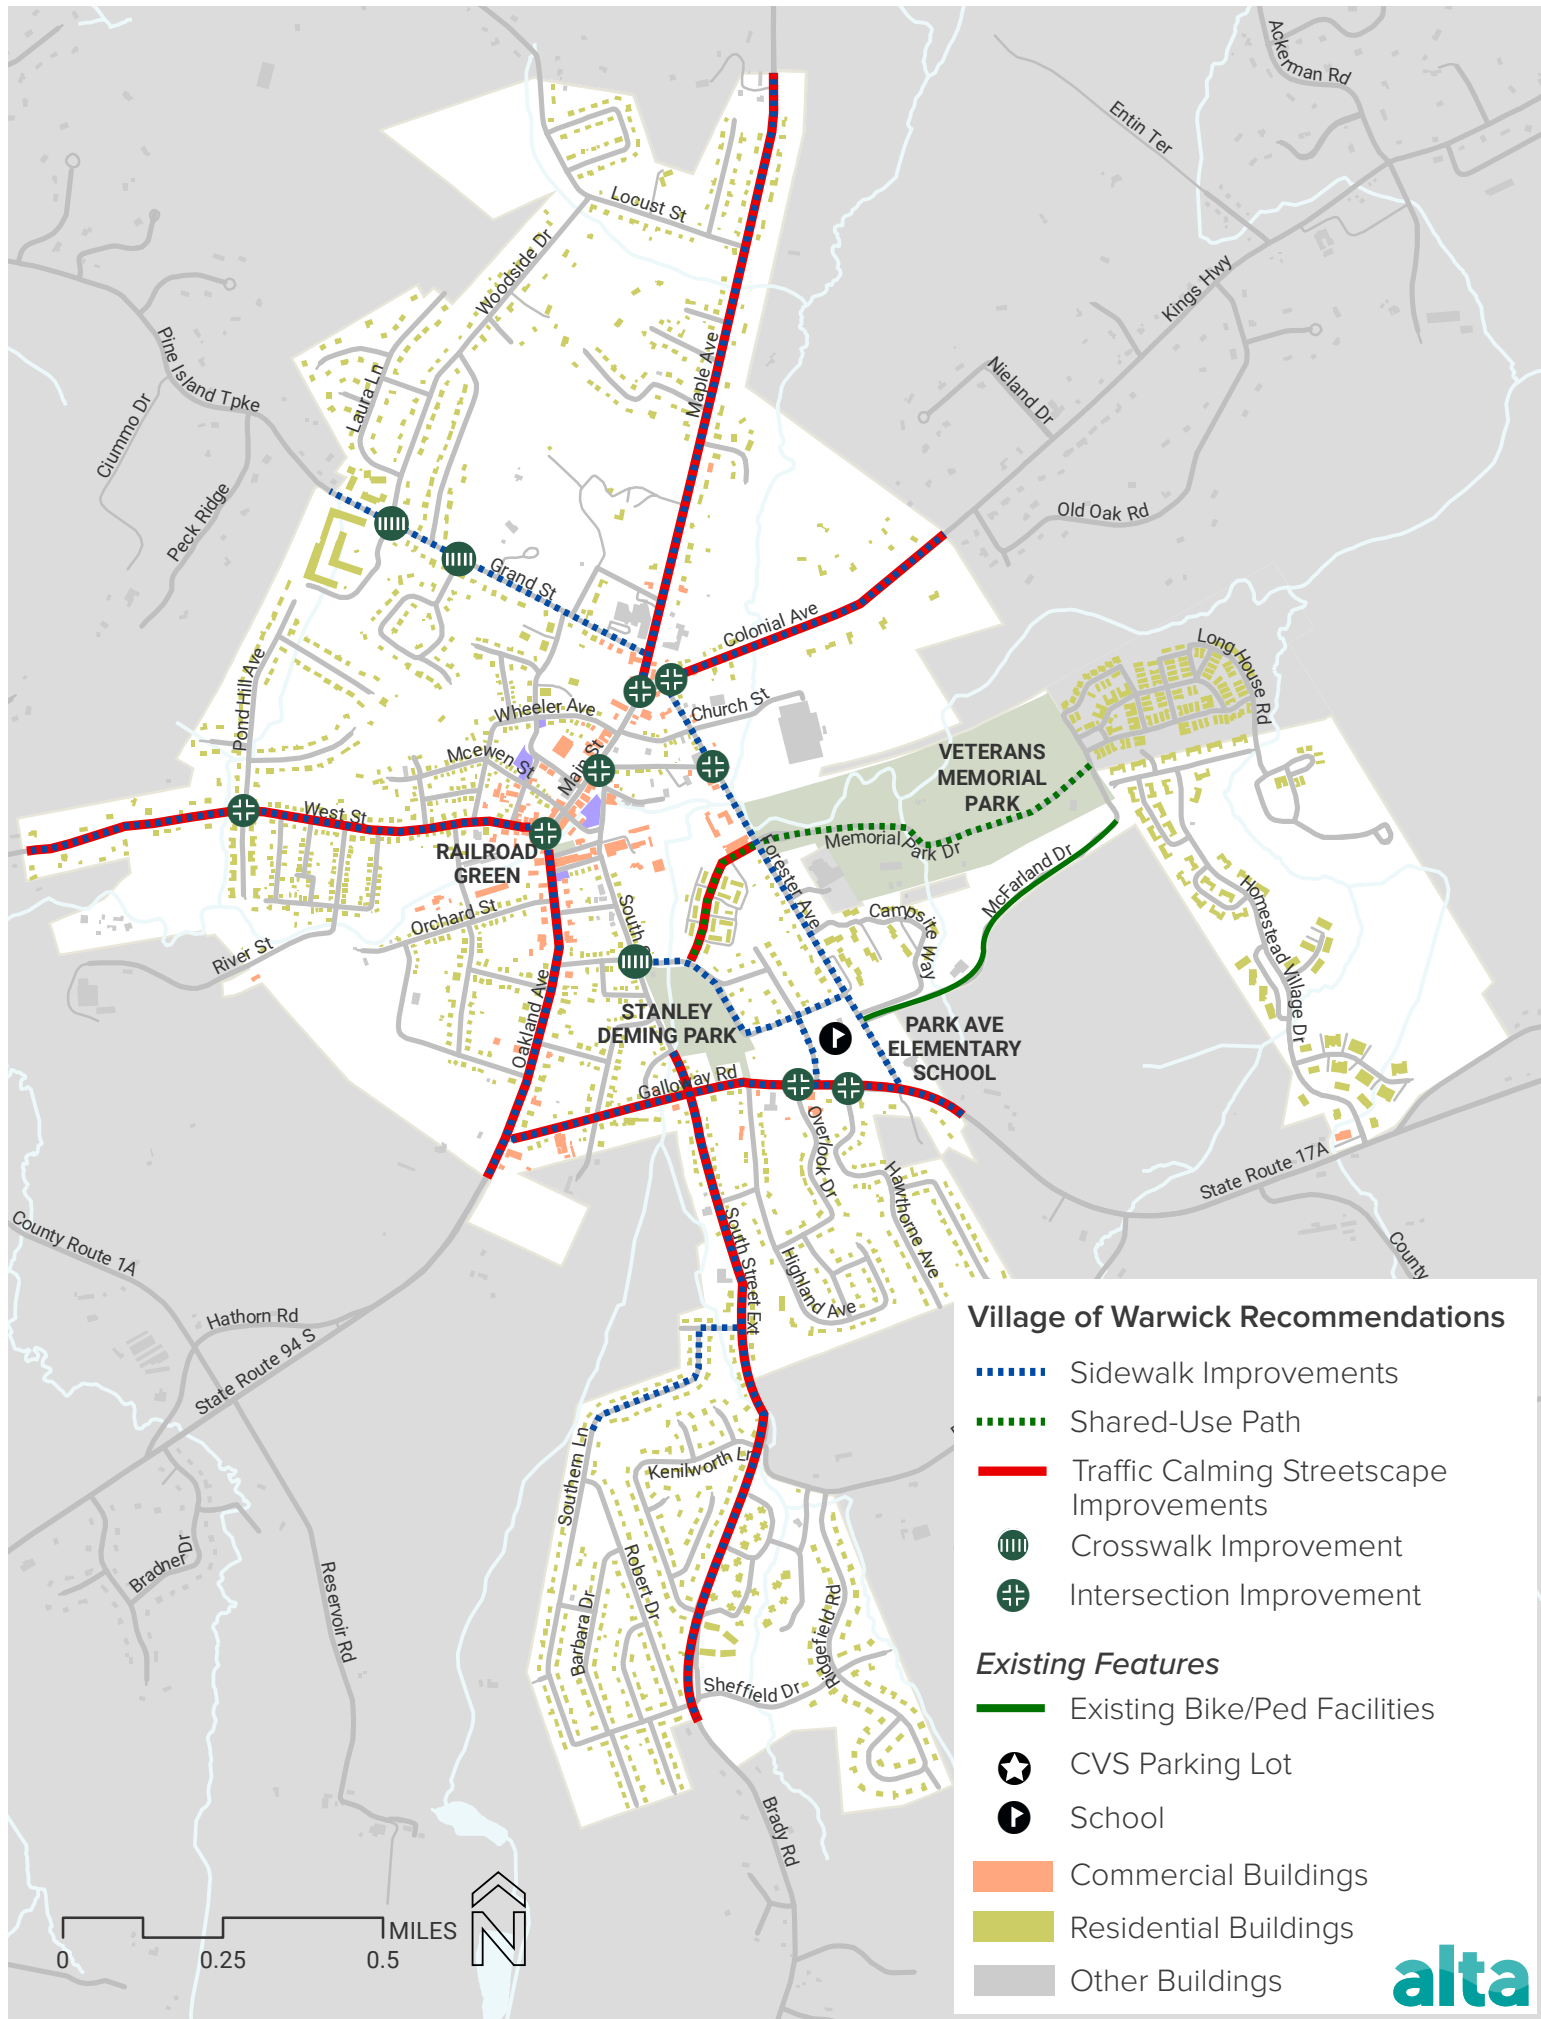 Ackerman Rd
Entin Ter
Locust St
Woodside Dr
Kings Hwy
Pine Island Tpke
Maple Ave
Laura Ln
Nieland Dr
Ciummo Dr
Peck Ridge
Old Oak Rd
Grand St
Colonial Ave
Long House Rd
Pond Hill Ave
Wheeler Ave
Church St
Mcewen St
Main St
VETERANS
MEMORIAL
PARK
West St
RAILROAD
GREEN
Memorial Park Dr
Forester Ave
McFarland Dr
Homestead Village Dr
Orchard St
South S
Campsite Way
River St
Oakland Ave
STANLEY
DEMING PARK
PARK AVE
ELEMENTARY
SCHOOL
Galloway Rd
Overlook Dr
Hawthorne Ave
State Route 17A
South Street Ext
Highland Ave
County
County Route 1A
Hathorn Rd
State Route 94 S
Southern Ln
Kenilworth Ln
Bradner Dr
Reservoir Rd
Robert Dr
Barbara Dr
Ridgefield Rd
Sheffield Dr
Brady Rd
Village of Warwick Recommendations
Sidewalk Improvements
Shared-Use Path
Traffic Calming Streetscape
Improvements
Crosswalk Improvement
Intersection Improvement
Existing Features
Existing Bike/Ped Facilities
CVS Parking Lot
School
Commercial Buildings
Residential Buildings
Other Buildings
MILES
0
0.25
0.5
N
alta